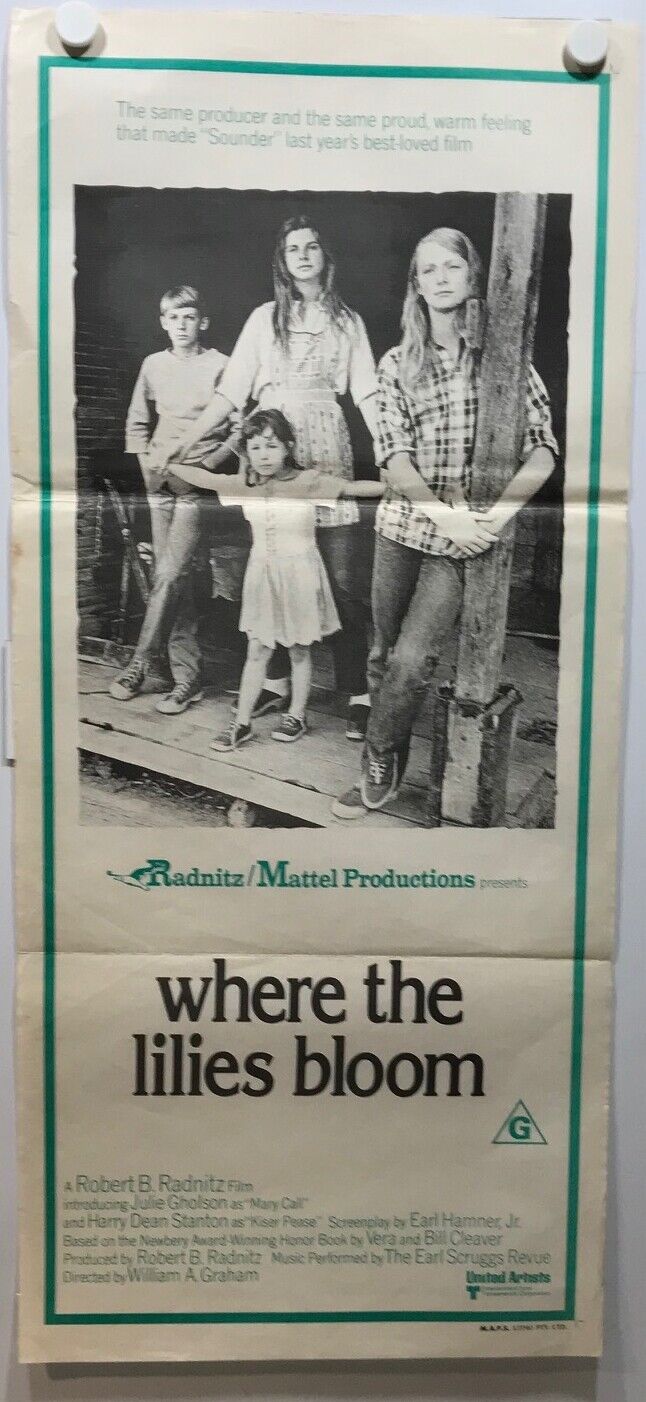 The same producer and the same proud, warm feeling
that made "Sounder" last year's best-loved film
Radnitz/Mattel Productions presents
where the
lilies bloom
G
A Robert B. Radnitz Film
introducing Julie Gholson as "Mary Call"
and Harry Dean Stanton as "Kiser Pease" Screenplay by Earl Hamner, Jr.
Based on the Newbery Award-Winning Honor Book by Vera and Bill Cleaver
Produced by Robert B. Radnitz Music Performed by The Earl Scruggs Revue
Directed by William A. Graham
United Artists
M.A.P.S. LITHO PTY. LTD.